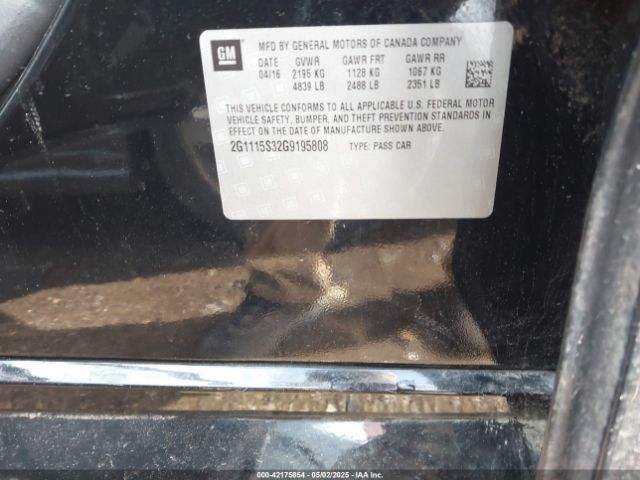 GM
MFD BY GENERAL MOTORS OF CANADA COMPANY
DATE GVWR GAWR FRT GAWR RR
04/16 2195 KG 1128 KG 1067 KG
4839 LB 2488 LB 2351 LB
THIS VEHICLE CONFORMS TO ALL APPLICABLE U.S. FEDERAL MOTOR
VEHICLE SAFETY, BUMPER, AND THEFT PREVENTION STANDARDS IN
EFFECT ON THE DATE OF MANUFACTURE SHOWN ABOVE.
2G1115S32G9195808 TYPE: PASS CAR
000-42175854 - 05/02/2025 - IAAI.COM